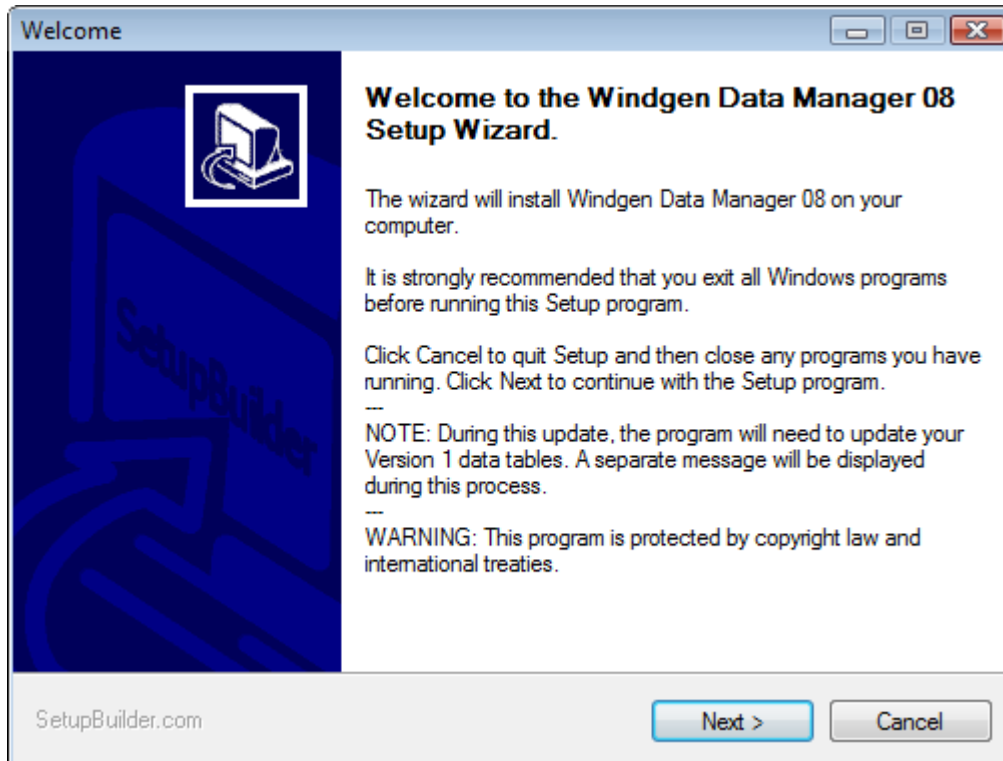 Welcome
Welcome to the Windgen Data Manager 08
Setup Wizard.
The wizard will install Windgen Data Manager 08 on your
computer.
It is strongly recommended that you exit all Windows programs
before running this Setup program.
Click Cancel to quit Setup and then close any programs you have
running. Click Next to continue with the Setup program.
---
NOTE: During this update, the program will need to update your
Version 1 data tables. A separate message will be displayed
during this process.
---
WARNING: This program is protected by copyright law and
international treaties.
SetupBuilder
SetupBuilder.com
Next >
Cancel